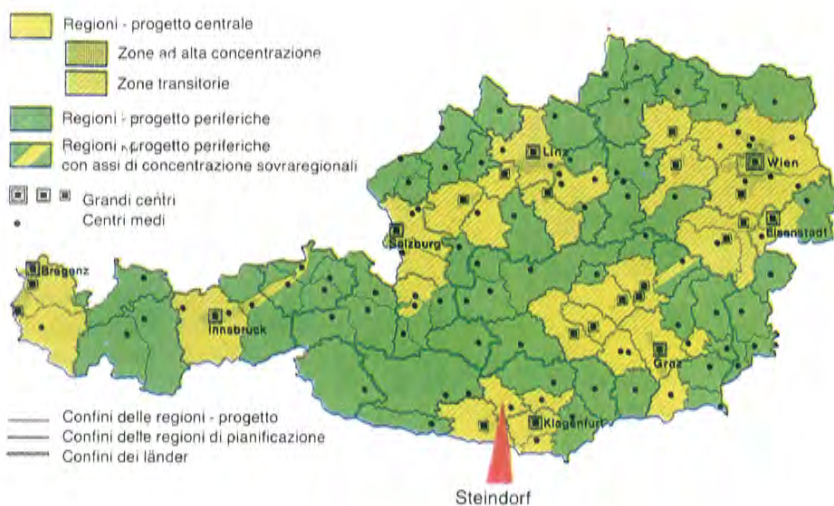 Regioni - progetto centrale
Zone ad alta concentrazione
Zone transitorie
Regioni - progetto periferiche
Regioni - progetto periferiche
con assi di concentrazione sovraregionali
Grandi centri
Centri medi
Linz
Wien
Eisenstadt
Salzburg
Bregenz
Innsbruck
Graz
Klagenfurt
Confini delle regioni - progetto
Confini delle regioni di pianificazione
Confini dei länder
Steindorf